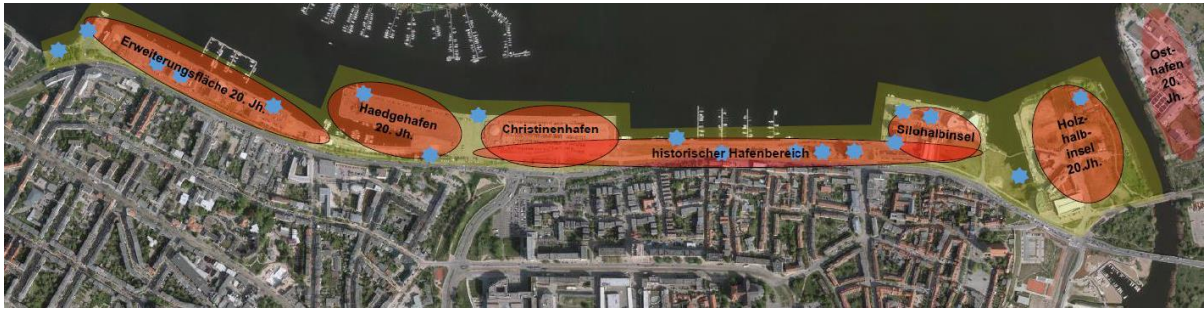 Erweiterungsfläche 20. Jh.
Haedgehafen
20. Jh.
Christinenhafen
historischer Hafenbereich
Silohalbinsel
Holz-
halb-
insel
20.Jh.
Ost-
hafen
20.
Jh.